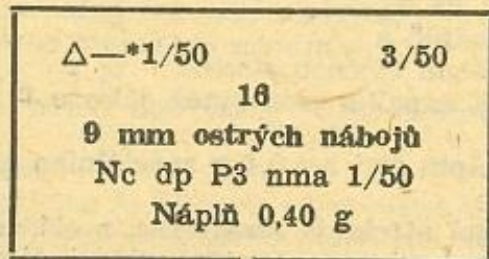 △—*1/50 3/50
16
9 mm ostrých nábojů
Nc dp P3 nma 1/50
Náplň 0,40 g